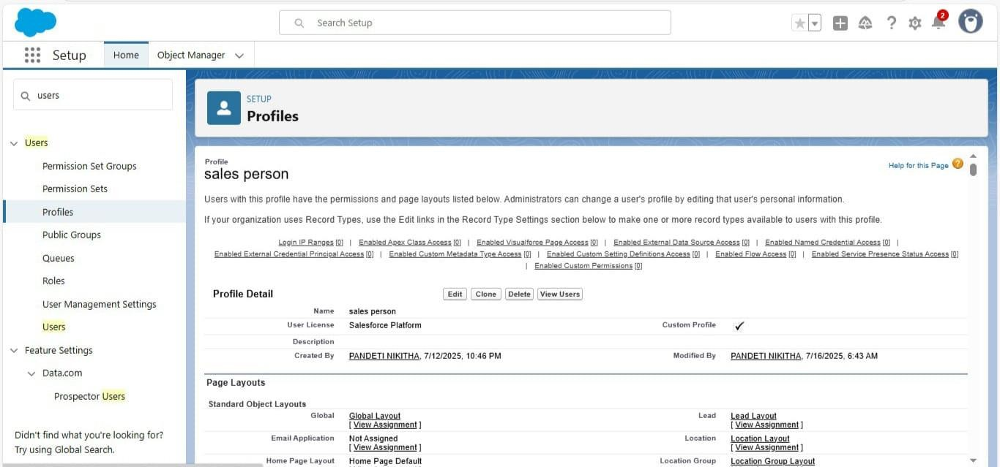 Search Setup
2
Setup
Home
Object Manager
users
Users
Permission Set Groups
Permission Sets
Profiles
Public Groups
Queues
Roles
User Management Settings
Users
Feature Settings
Data.com
Prospector Users
Didn't find what you're looking for?
Try using Global Search.
SETUP
Profiles
Profile
sales person
Help for this Page ?
Users with this profile have the permissions and page layouts listed below. Administrators can change a user's profile by editing that user's personal information.
If your organization uses Record Types, use the Edit links in the Record Type Settings section below to make one or more record types available to users with this profile.
Login IP Ranges [0] | Enabled Apex Class Access [0] | Enabled Visualforce Page Access [0] | Enabled External Data Source Access [0] | Enabled Named Credential Access [0] |
Enabled External Credential Principal Access [0] | Enabled Custom Metadata Type Access [0] | Enabled Custom Setting Definitions Access [0] | Enabled Flow Access [0] | Enabled Service Presence Status Access [0]
| Enabled Custom Permissions [0]
Profile Detail Edit Clone Delete View Users
Name sales person
User License Salesforce Platform Custom Profile ✓
Description
Created By PANDETI NIKITHA, 7/12/2025, 10:46 PM Modified By PANDETI NIKITHA, 7/16/2025, 6:43 AM
Page Layouts
Standard Object Layouts
Global Global Layout Lead Lead Layout
[ View Assignment ] [ View Assignment ]
Email Application Not Assigned Location Location Layout
[ View Assignment ] [ View Assignment ]
Home Page Layout Home Page Default Location Group Location Group Layout